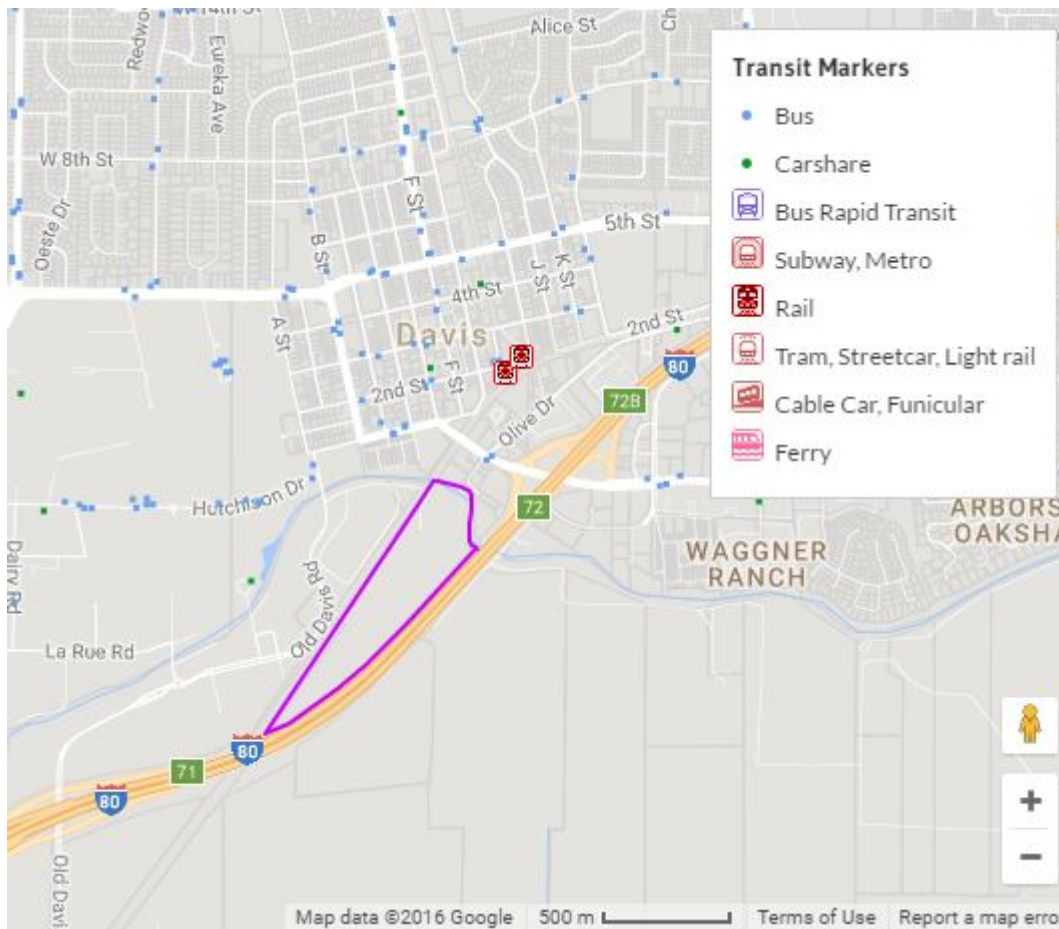 14th St
Redwoo
Eureka Ave
Alice St
Ch
Transit Markers
Bus
Carshare
Bus Rapid Transit
Subway, Metro
Rail
Tram, Streetcar, Light rail
Cable Car, Funicular
Ferry
W 8th St
Oeste Dr
F St
B St
5th St
K St
J St
4th St
A St
Davis
2nd St
80
F St
2nd St
72B
Olive Dr
Hutchison Dr
72
ARBORS
OAKSHA
WAGGNER
RANCH
Dairy Rd
Old Davis Rd
La Rue Rd
80
71
80
Old Davi
Map data ©2016 Google
500 m
Terms of Use
Report a map erro